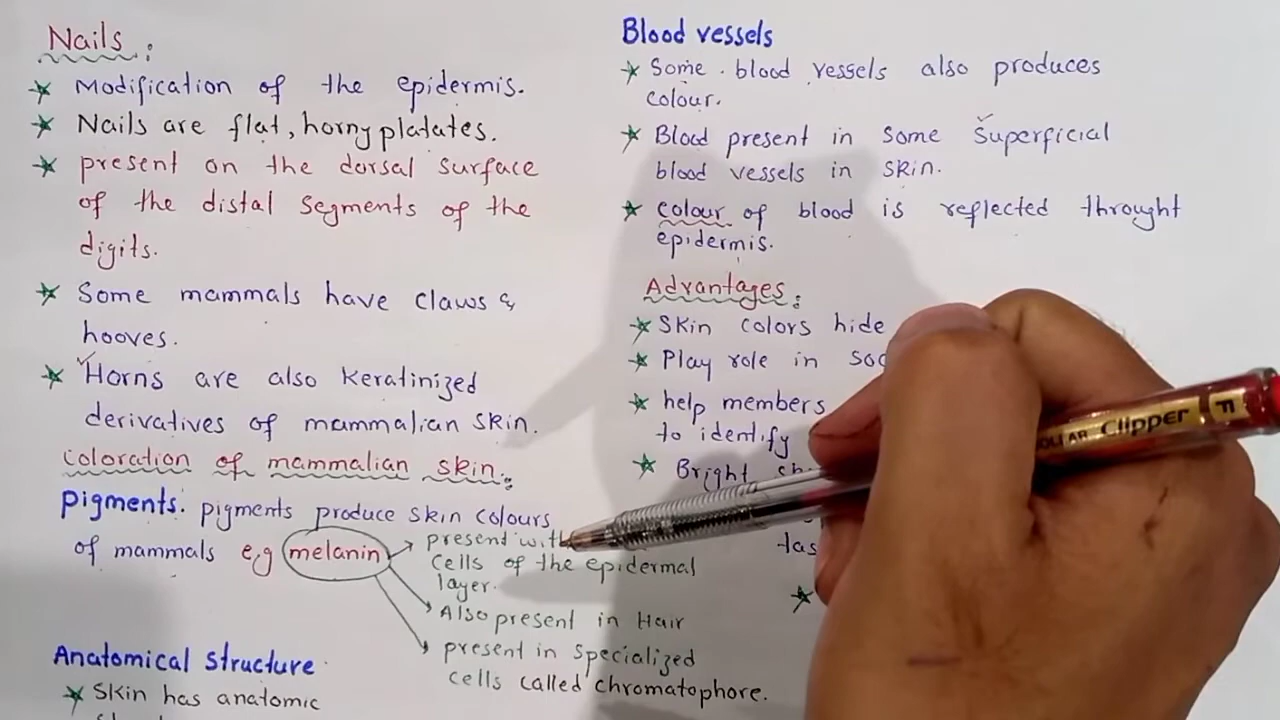 Nails :
Modification of the epidermis.
Nails are flat, horny platates.
present on the dorsal surface
of the distal segments of the
digits.
Some mammals have claws &
hooves.
Horns are also Keratinized
derivatives of mammalian skin.
coloration of mammalian skin.
Pigments: pigments produce skin colours
of mammals e,g melanin
present with
cells of the epidermal
layer.
Also present in Hair
present in Specialized
cells called chromatophore.
Anatomical Structure
Skin has anatomic
Blood vessels
Some blood vessels also produces
colour.
Blood present in some Superficial
blood vessels in skin.
colour of blood is reflected throught
epidermis.
Advantages :
Skin colors hide
Play role in
help members
to identify
Bright
Clipper F